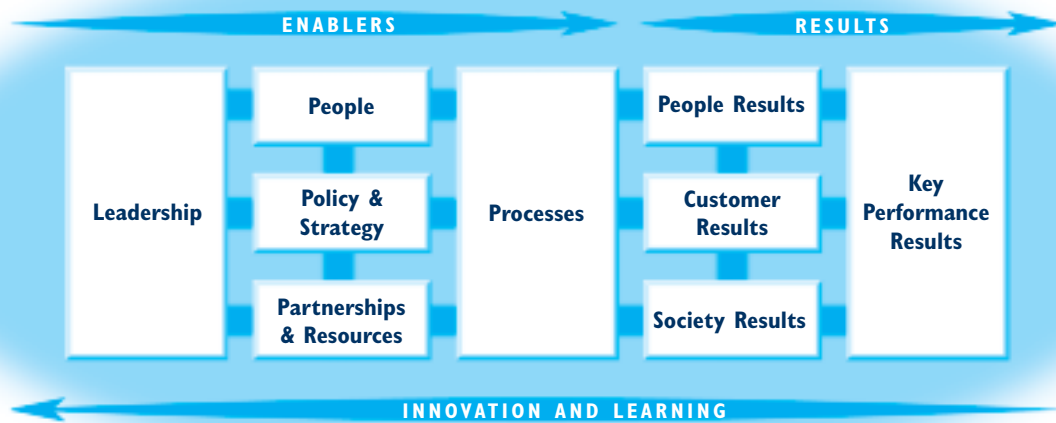 ENABLERS
RESULTS
Leadership
People
Policy &
Strategy
Partnerships
& Resources
Processes
People Results
Customer
Results
Society Results
Key
Performance
Results
INNOVATION AND LEARNING